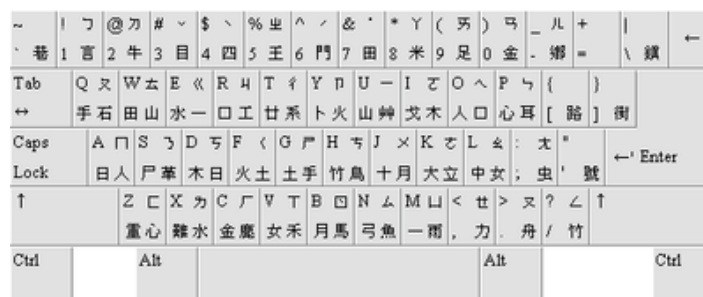 ~ ! ㄅ @ ㄉ # ˇ $ ˋ % ㄓ ^ ˊ & ˙ * ㄚ ( ㄞ ) ㄢ _ ㄦ + | ←
` 巷 1 言 2 牛 3 目 4 四 5 王 6 門 7 田 8 米 9 足 0 金 - 鄉 = \ 鎮
Tab Q ㄆ W ㄊ E ㄍ R ㄐ T ㄔ Y ㄗ U ㄧ I ㄛ O ㄟ P ㄣ { }
↔ 手石 田山 水一 口工 廿糸 卜火 山艸 戈木 人口 心耳 [ 路 ] 街
Caps A ㄇ S ㄋ D ㄎ F ㄑ G ㄕ H ㄘ J ㄨ K ㄜ L ㄠ : ㄤ " ←' Enter
Lock 日人 尸革 木日 火土 土手 竹鳥 十月 大立 中女 ; 虫 ' 號
↑ Z ㄈ X ㄌ C ㄏ V ㄒ B ㄖ N ㄙ M ㄩ < ㄝ > ㄡ ? ㄥ ↑
重心 難水 金鹿 女禾 月馬 弓魚 一雨 , 力 . 舟 / 竹
Ctrl Alt Alt Ctrl